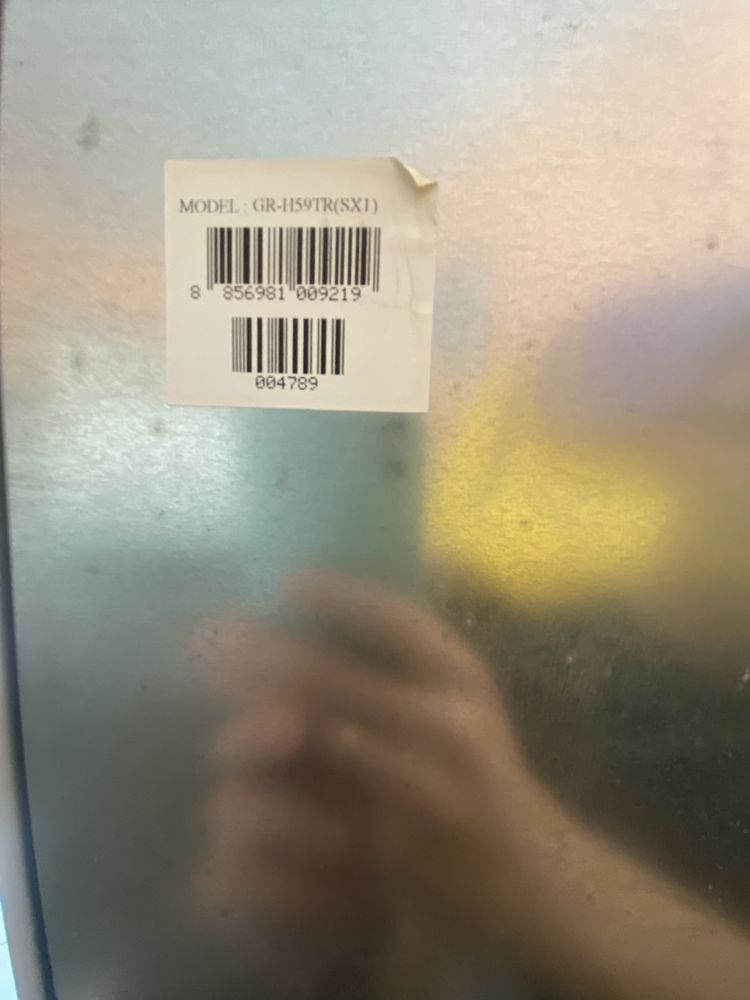 MODEL : GR-H59TR(SX1)
8 856981 009219
004789